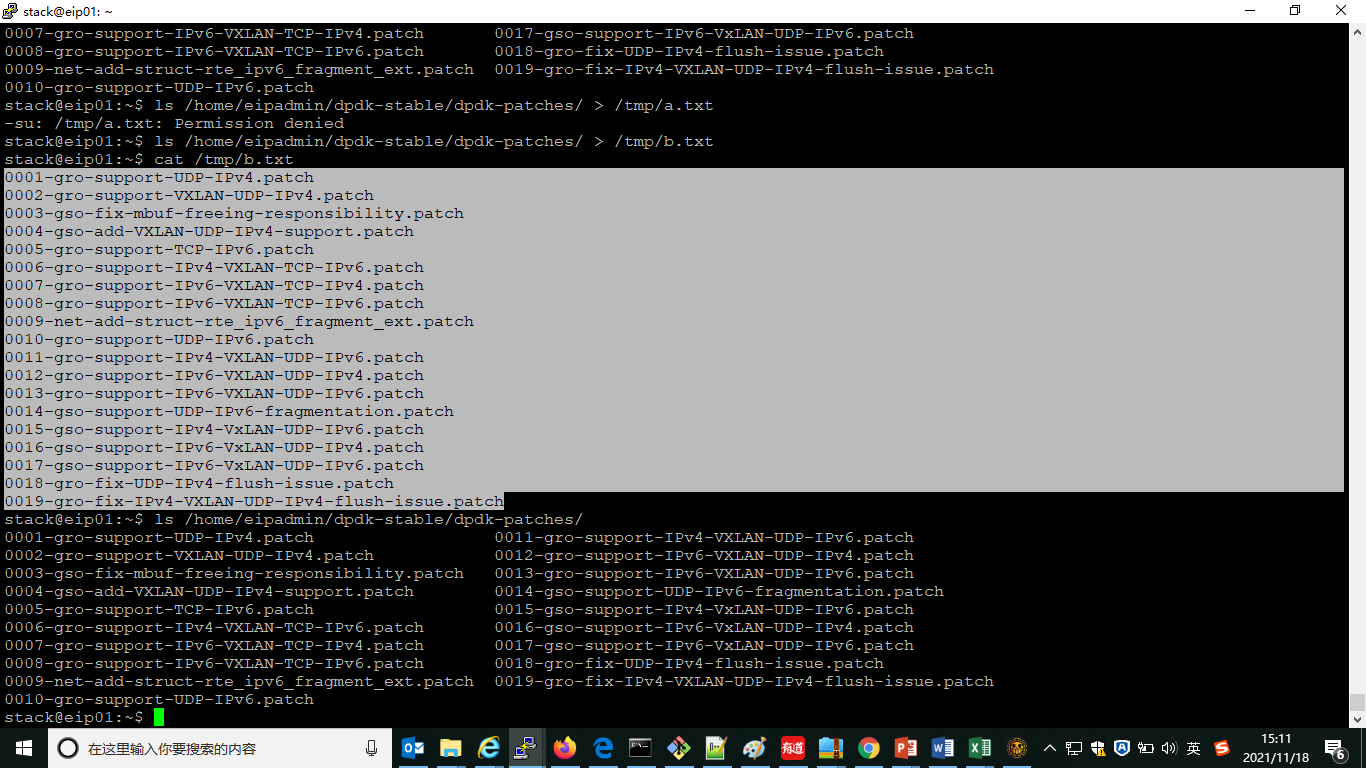 stack@eip01: ~
0007-gro-support-IPv6-VXLAN-TCP-IPv4.patch 0017-gso-support-IPv6-VxLAN-UDP-IPv6.patch
0008-gro-support-IPv6-VXLAN-TCP-IPv6.patch 0018-gro-fix-UDP-IPv4-flush-issue.patch
0009-net-add-struct-rte_ipv6_fragment_ext.patch 0019-gro-fix-IPv4-VXLAN-UDP-IPv4-flush-issue.patch
0010-gro-support-UDP-IPv6.patch
stack@eip01:~$ ls /home/eipadmin/dpdk-stable/dpdk-patches/ > /tmp/a.txt
-su: /tmp/a.txt: Permission denied
stack@eip01:~$ ls /home/eipadmin/dpdk-stable/dpdk-patches/ > /tmp/b.txt
stack@eip01:~$ cat /tmp/b.txt
0001-gro-support-UDP-IPv4.patch
0002-gro-support-VXLAN-UDP-IPv4.patch
0003-gso-fix-mbuf-freeing-responsibility.patch
0004-gso-add-VXLAN-UDP-IPv4-support.patch
0005-gro-support-TCP-IPv6.patch
0006-gro-support-IPv4-VXLAN-TCP-IPv6.patch
0007-gro-support-IPv6-VXLAN-TCP-IPv4.patch
0008-gro-support-IPv6-VXLAN-TCP-IPv6.patch
0009-net-add-struct-rte_ipv6_fragment_ext.patch
0010-gro-support-UDP-IPv6.patch
0011-gro-support-IPv4-VXLAN-UDP-IPv6.patch
0012-gro-support-IPv6-VXLAN-UDP-IPv4.patch
0013-gro-support-IPv6-VXLAN-UDP-IPv6.patch
0014-gso-support-UDP-IPv6-fragmentation.patch
0015-gso-support-IPv4-VxLAN-UDP-IPv6.patch
0016-gso-support-IPv6-VxLAN-UDP-IPv4.patch
0017-gso-support-IPv6-VxLAN-UDP-IPv6.patch
0018-gro-fix-UDP-IPv4-flush-issue.patch
0019-gro-fix-IPv4-VXLAN-UDP-IPv4-flush-issue.patch
stack@eip01:~$ ls /home/eipadmin/dpdk-stable/dpdk-patches/
0001-gro-support-UDP-IPv4.patch 0011-gro-support-IPv4-VXLAN-UDP-IPv6.patch
0002-gro-support-VXLAN-UDP-IPv4.patch 0012-gro-support-IPv6-VXLAN-UDP-IPv4.patch
0003-gso-fix-mbuf-freeing-responsibility.patch 0013-gro-support-IPv6-VXLAN-UDP-IPv6.patch
0004-gso-add-VXLAN-UDP-IPv4-support.patch 0014-gso-support-UDP-IPv6-fragmentation.patch
0005-gro-support-TCP-IPv6.patch 0015-gso-support-IPv4-VxLAN-UDP-IPv6.patch
0006-gro-support-IPv4-VXLAN-TCP-IPv6.patch 0016-gso-support-IPv6-VxLAN-UDP-IPv4.patch
0007-gro-support-IPv6-VXLAN-TCP-IPv4.patch 0017-gso-support-IPv6-VxLAN-UDP-IPv6.patch
0008-gro-support-IPv6-VXLAN-TCP-IPv6.patch 0018-gro-fix-UDP-IPv4-flush-issue.patch
0009-net-add-struct-rte_ipv6_fragment_ext.patch 0019-gro-fix-IPv4-VXLAN-UDP-IPv4-flush-issue.patch
0010-gro-support-UDP-IPv6.patch
stack@eip01:~$
在这里输入你要搜索的内容 有道 英 15:11
2021/11/18 6